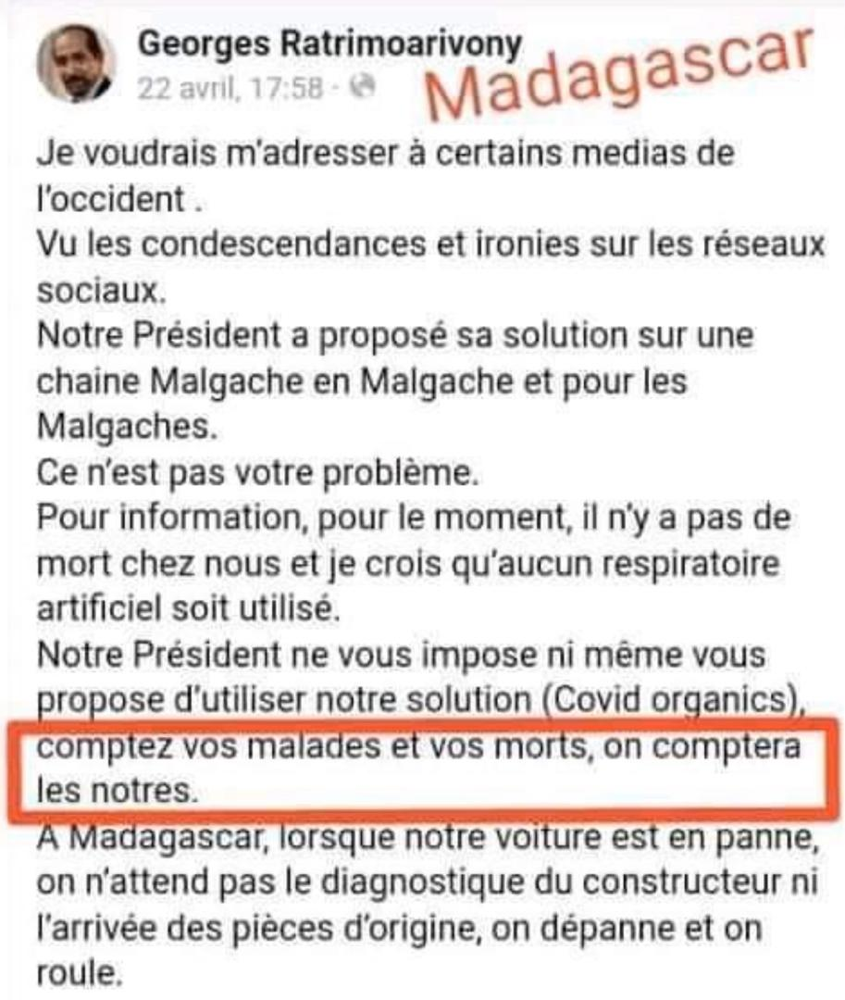 Georges Ratrimoarivony
Madagascar
22 avril, 17:58 ·
Je voudrais m'adresser à certains medias de
l'occident .
Vu les condescendances et ironies sur les réseaux
sociaux.
Notre Président a proposé sa solution sur une
chaine Malgache en Malgache et pour les
Malgaches.
Ce n'est pas votre problème.
Pour information, pour le moment, il n'y a pas de
mort chez nous et je crois qu'aucun respiratoire
artificiel soit utilisé.
Notre Président ne vous impose ni même vous
propose d'utiliser notre solution (Covid organics),
comptez vos malades et vos morts, on comptera
les notres.
A Madagascar, lorsque notre voiture est en panne,
on n'attend pas le diagnostique du constructeur ni
l'arrivée des pièces d'origine, on dépanne et on
roule.